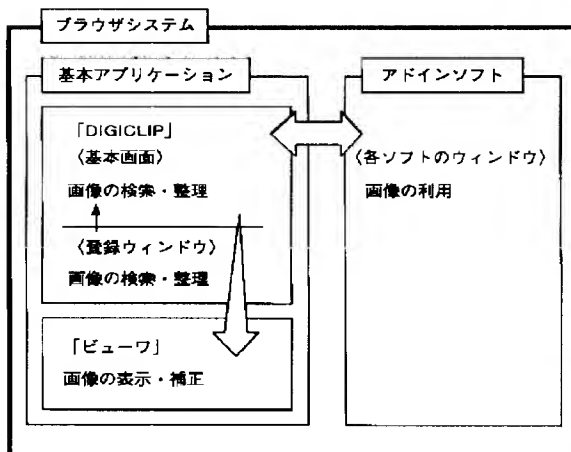 ブラウザシステム
基本アプリケーション
「DIGICLIP」
〈基本画面〉
画像の検索・整理
〈登録ウィンドウ〉
画像の検索・整理
「ビューワ」
画像の表示・補正
アドインソフト
〈各ソフトのウィンドウ〉
画像の利用